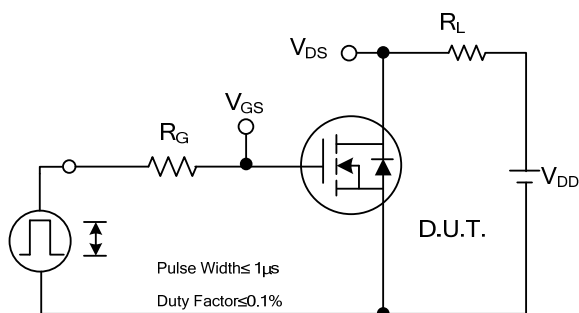 R_L
V_DS
V_GS
R_G
V_DD
D.U.T.
Pulse Width≤ 1μs
Duty Factor≤0.1%